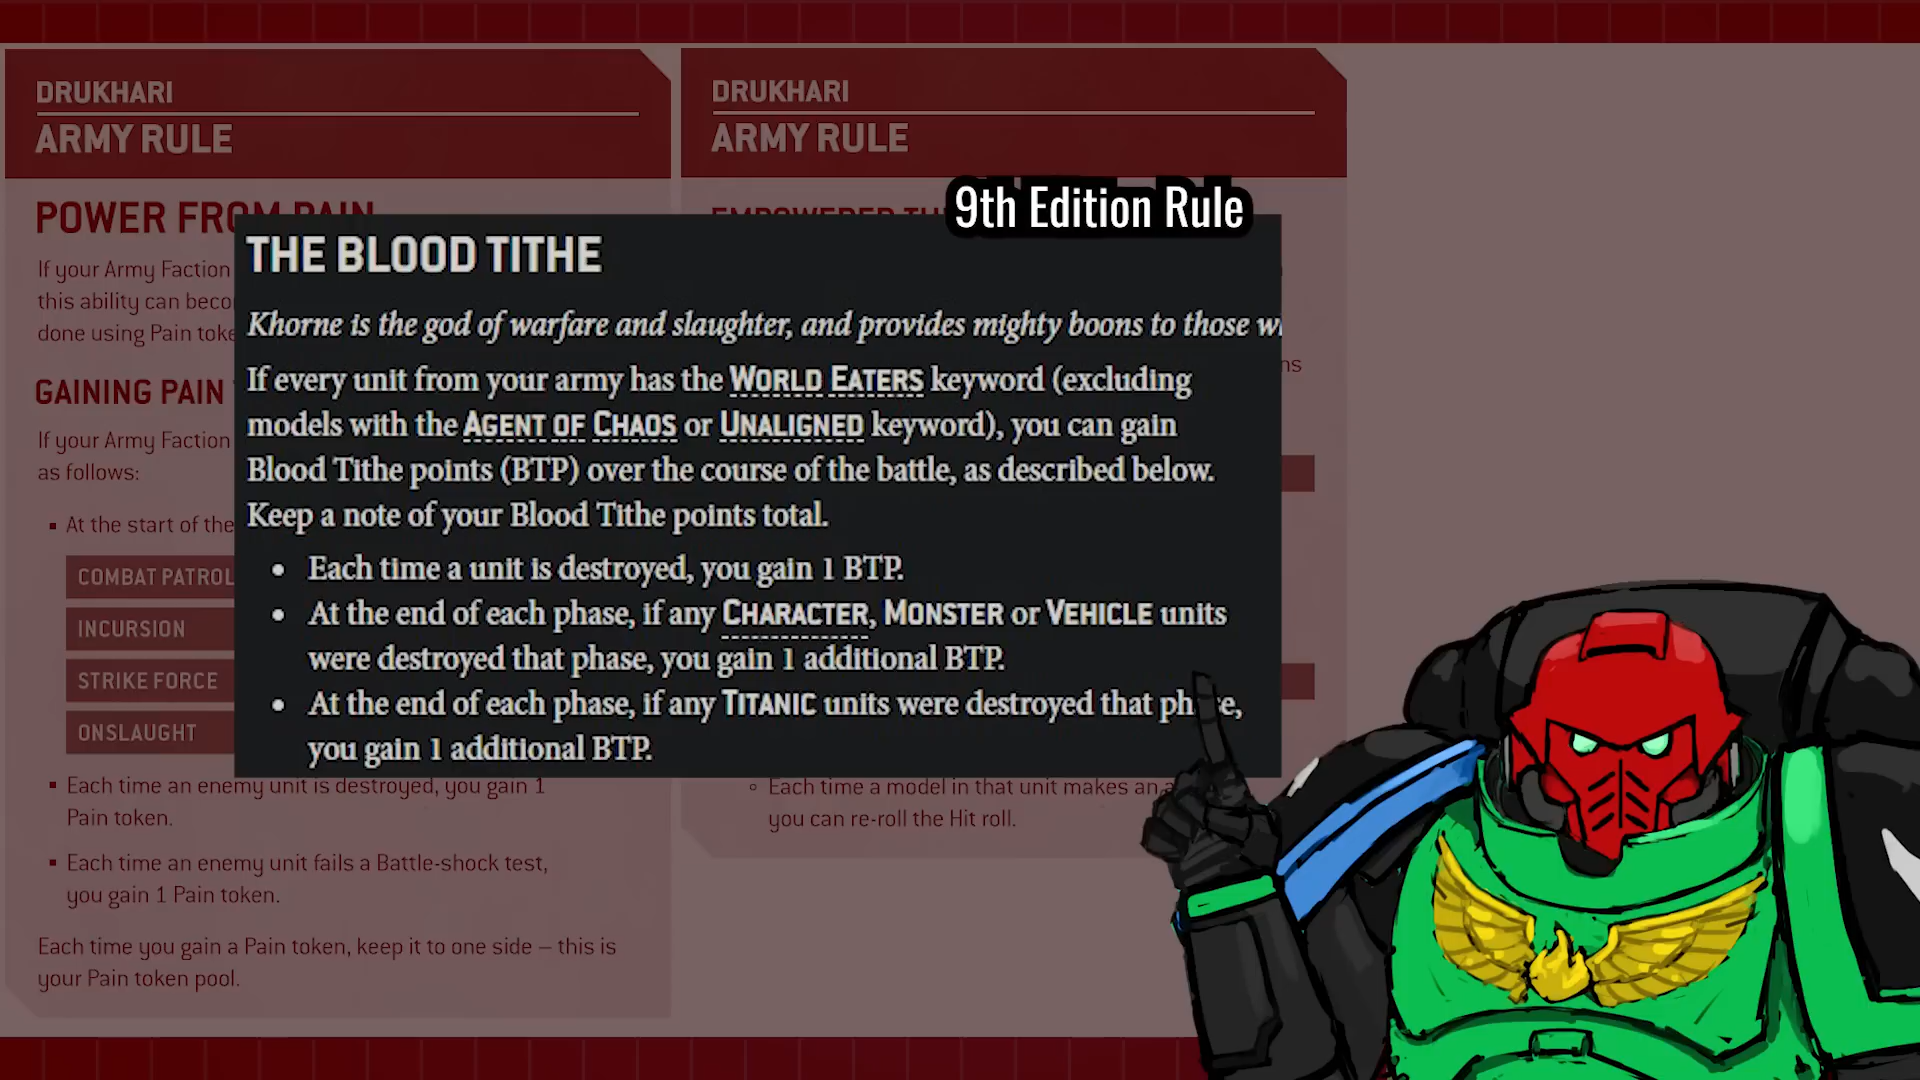 DRUKHARI
ARMY RULE
POWER FROM PAIN
If your Army Faction
this ability can
done using Pain
GAINING PAIN
If your Army Faction
as follows:
▪ At the start of the
COMBAT PATROL
INCURSION
STRIKE FORCE
ONSLAUGHT
▪ Each time an enemy unit is destroyed, you gain 1
Pain token.
▪ Each time an enemy unit fails a Battle-shock test,
you gain 1 Pain token.
Each time you gain a Pain token, keep it to one side – this is
your Pain token pool.
DRUKHARI
ARMY RULE
9th Edition Rule
THE BLOOD TITHE
Khorne is the god of warfare and slaughter, and provides mighty boons to those
If every unit from your army has the WORLD EATERS keyword (excluding
models with the AGENT OF CHAOS or UNALIGNED keyword), you can gain
Blood Tithe points (BTP) over the course of the battle, as described below.
Keep a note of your Blood Tithe points total.
• Each time a unit is destroyed, you gain 1 BTP.
• At the end of each phase, if any CHARACTER, MONSTER or VEHICLE units
were destroyed that phase, you gain 1 additional BTP.
• At the end of each phase, if any TITANIC units were destroyed that phase,
you gain 1 additional BTP.
◦ Each time a model in that unit makes an
you can re-roll the Hit roll.